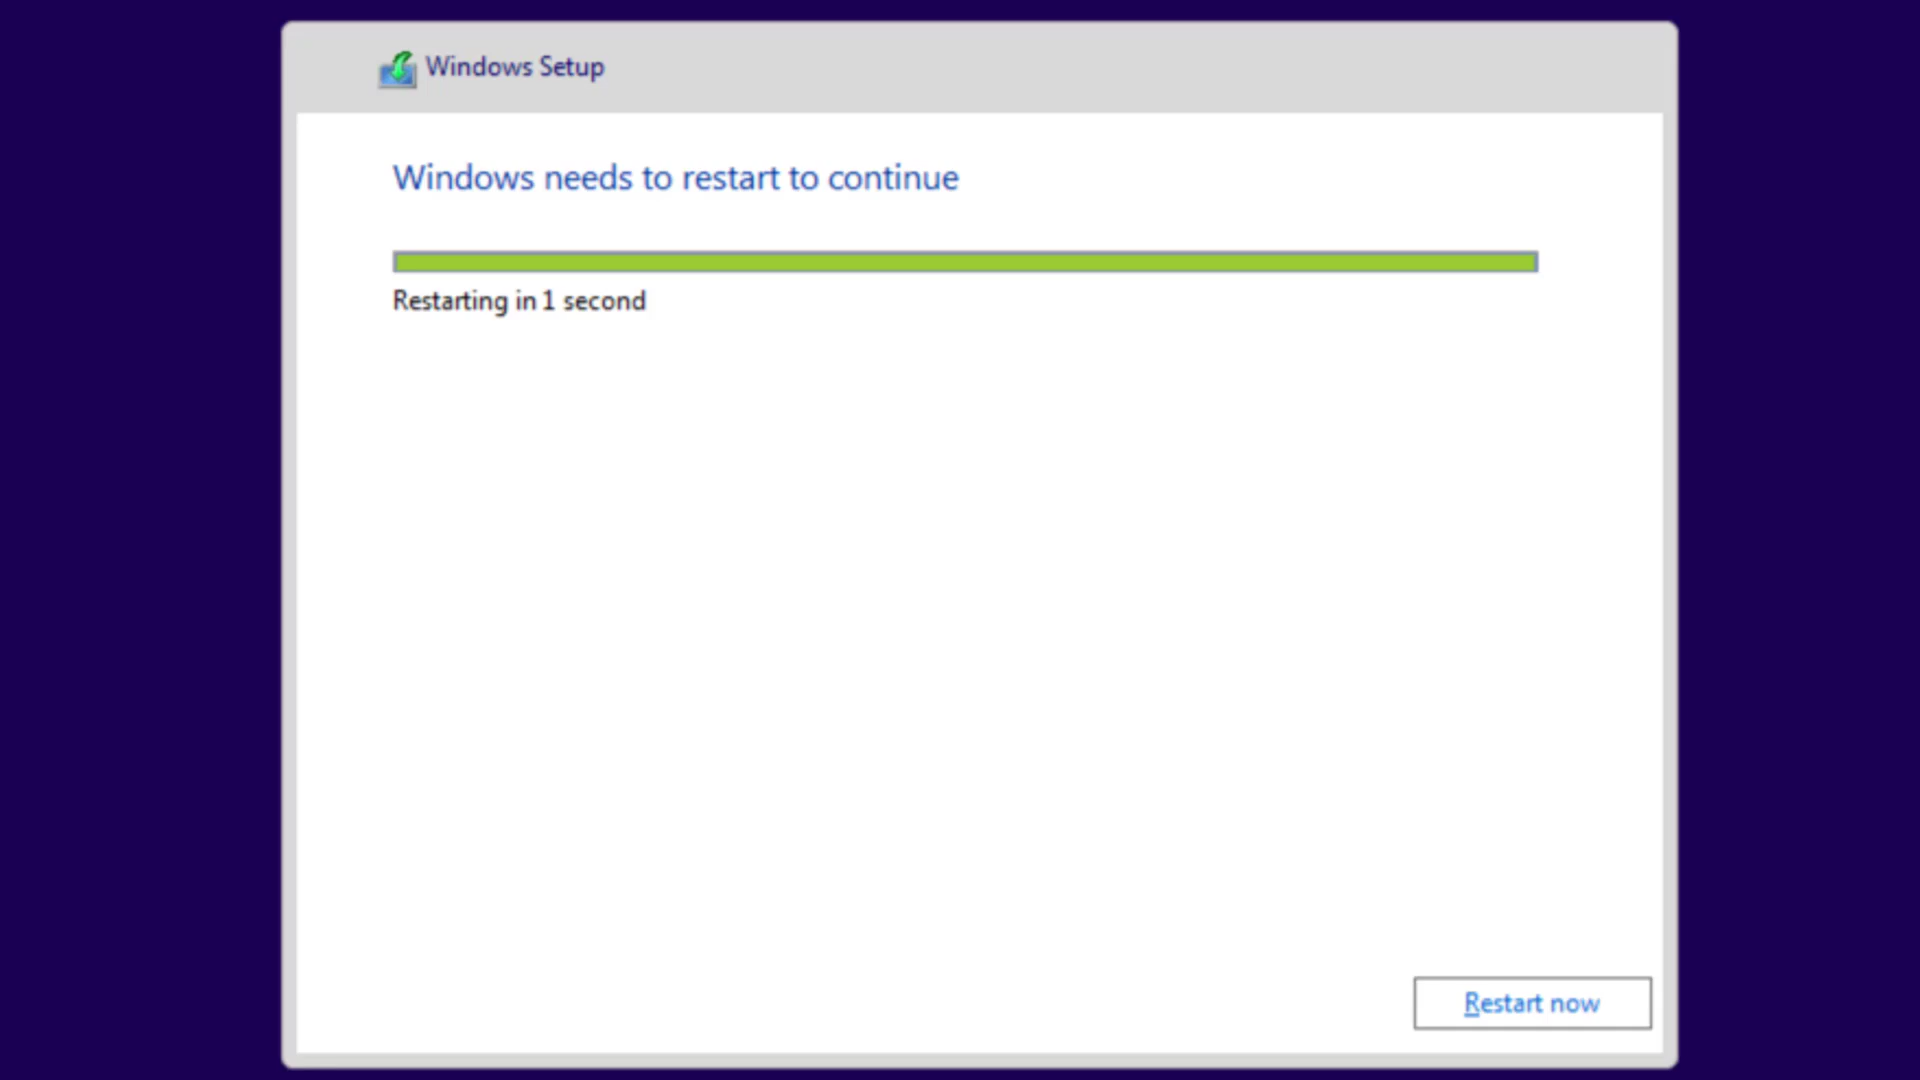 Windows Setup
Windows needs to restart to continue
Restarting in 1 second
Restart now